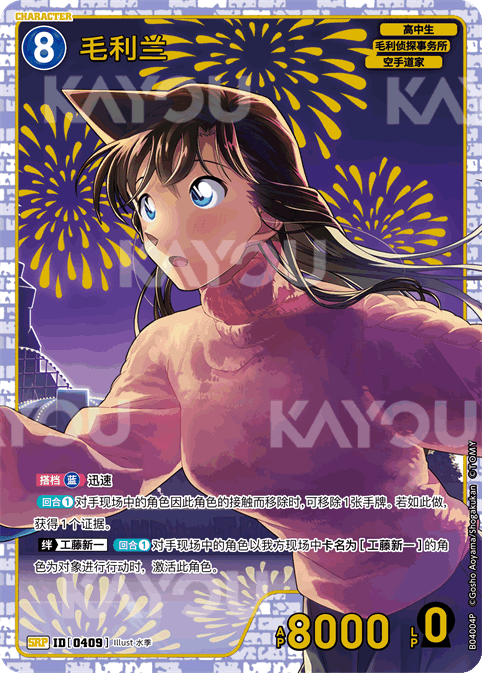 CHARACTER
8
毛利兰
高中生
毛利侦探事务所
空手道家
KAYOU
KAYOU
KAYOU
KAYOU
KAYOU
搭档 蓝 迅速
回合1 对手现场中的角色因此角色的接触而移除时,可移除1张手牌。若如此做,
获得1个证据。
绊 工藤新一 回合1 对手现场中的角色以我方现场中卡名为[工藤新一]的角
色为对象进行行动时,激活此角色。
SRP ID[0409] Illust·水季
AP 8000
LP 0
B04004P ©Gosho Aoyama/Shogakukan ©TOMY